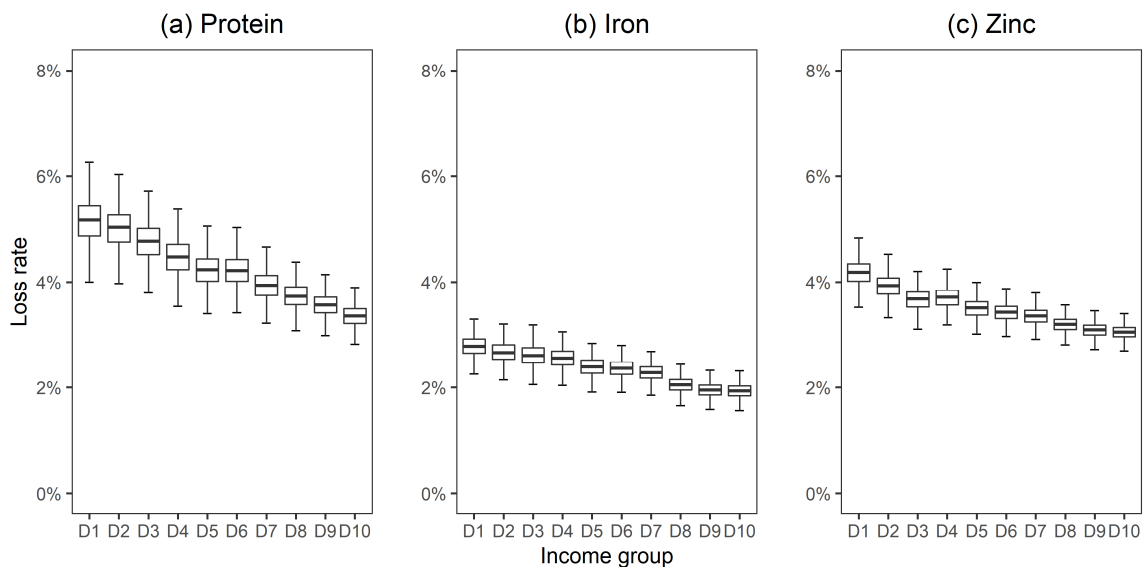 (a) Protein
(b) Iron
(c) Zinc
Loss rate
8%
6%
4%
2%
0%
8%
6%
4%
2%
0%
8%
6%
4%
2%
0%
D1 D2 D3 D4 D5 D6 D7 D8 D9 D10
D1 D2 D3 D4 D5 D6 D7 D8 D9 D10
D1 D2 D3 D4 D5 D6 D7 D8 D9 D10
Income group